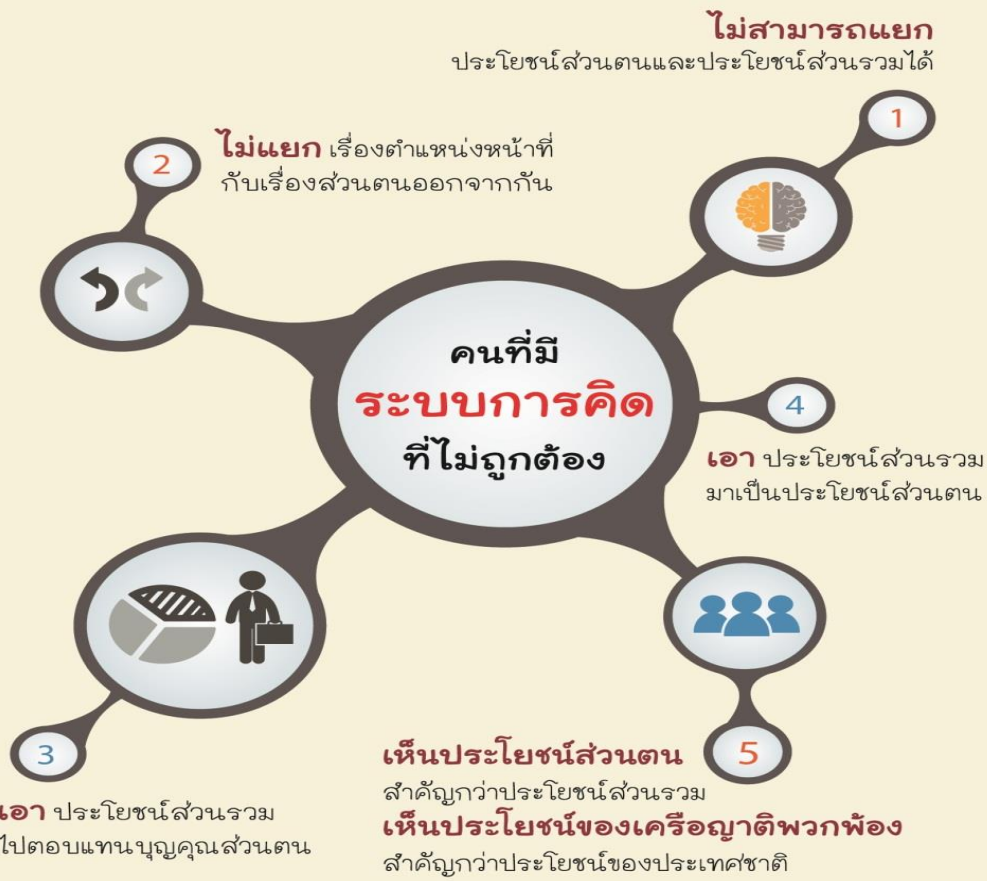 คนที่มี
ระบบการคิด
ที่ไม่ถูกต้อง
1
ไม่สามารถแยก
ประโยชน์ส่วนตนและประโยชน์ส่วนรวมได้
2
ไม่แยก เรื่องตำแหน่งหน้าที่
กับเรื่องส่วนตนออกจากกัน
3
เอา ประโยชน์ส่วนรวม
ไปตอบแทนบุญคุณส่วนตน
4
เอา ประโยชน์ส่วนรวม
มาเป็นประโยชน์ส่วนตน
5
เห็นประโยชน์ส่วนตน
สำคัญกว่าประโยชน์ส่วนรวม
เห็นประโยชน์ของเครือญาติพวกพ้อง
สำคัญกว่าประโยชน์ของประเทศชาติ